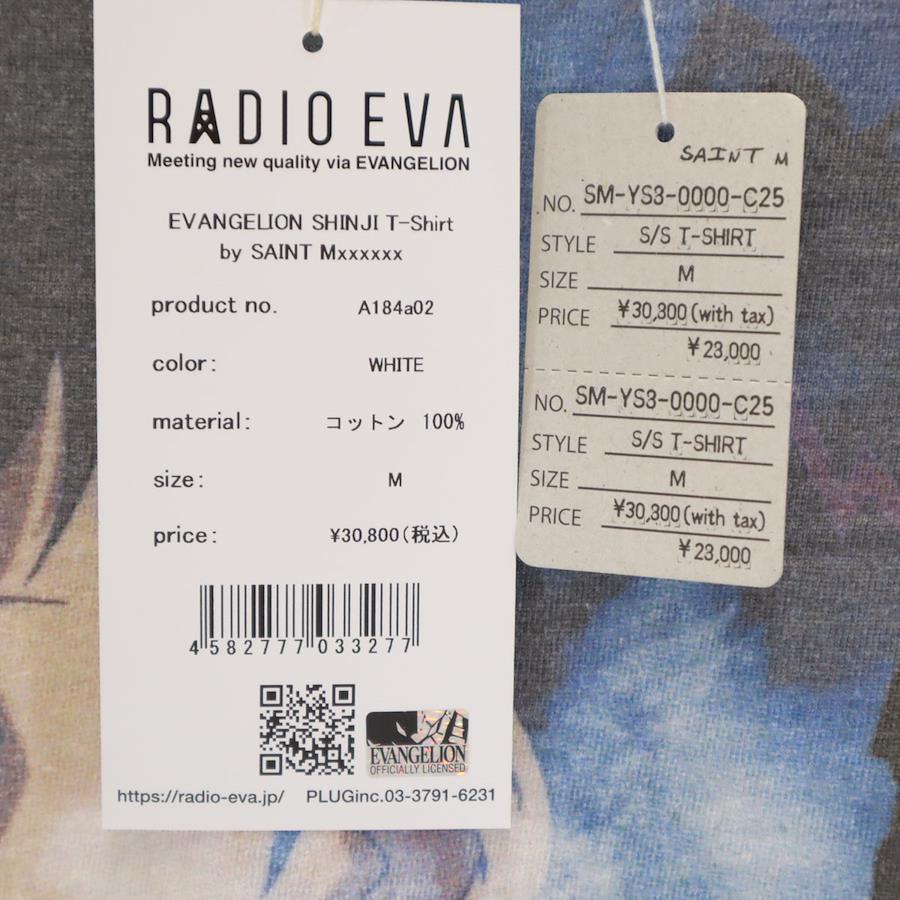 RADIO EVA
Meeting new quality via EVANGELION
EVANGELION SHINJI T-Shirt
by SAINT Mxxxxxx
product no. A184a02
color: WHITE
material: コットン 100%
size: M
price: ¥30,800(税込)
4582777033277
EVANGELION
OFFICIALLY LICENSED
https://radio-eva.jp/ PLUGinc.03-3791-6231
SAINT M
NO. SM-YS3-0000-C25
STYLE S/S T-SHIRT
SIZE M
PRICE ¥30,300(with tax)
¥23,000
NO. SM-YS3-0000-C25
STYLE S/S T-SHIRT
SIZE M
PRICE ¥30,300(with tax)
¥23,000